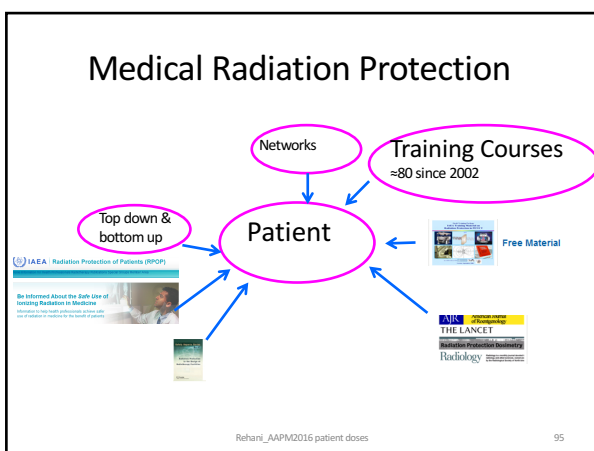 Medical Radiation Protection
Networks
Training Courses
≈80 since 2002
Top down &
bottom up
Patient
Free Material
IAEA Radiation Protection of Patients (RPOP)
Be Informed About the Safe Use of
Ionizing Radiation in Medicine
Information to help health professionals achieve safe
use of radiation in medicine for the benefit of patients
AJR American Journal
of Roentgenology
THE LANCET
Radiation Protection Dosimetry
Radiology
Rehani_AAPM2016 patient doses
95